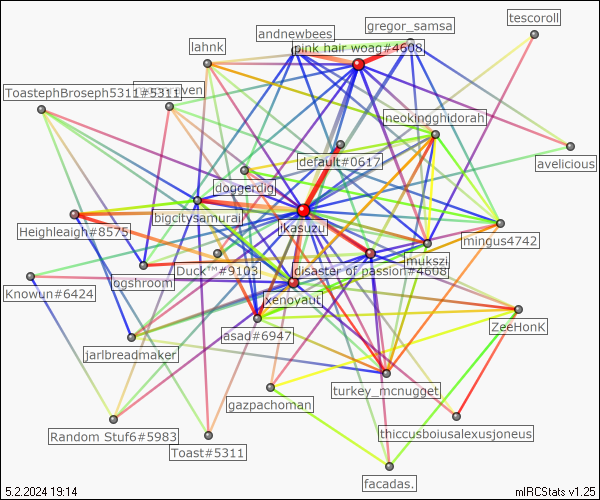 tescoroll
gregor_samsa
andnewbees
lahnk
pink hair woag#4608
ToastephBroseph5311#5311
neokingghidorah
default#0617
avelicious
doggerdig
bigcitysamurai
ikasuzu
Heighleaigh#8575
mingus4742
mukszi
Duck™#9103
disaster of passion#4608
ogshroom
Knowun#6424
xenoyaut
asad#6947
ZeeHonK
jarlbreadmaker
turkey_mcnugget
gazpachoman
thiccusboiusalexusjoneus
Random Stuf6#5983
Toast#5311
facadas.
5.2.2024 19:14
mIRCStats v1.25